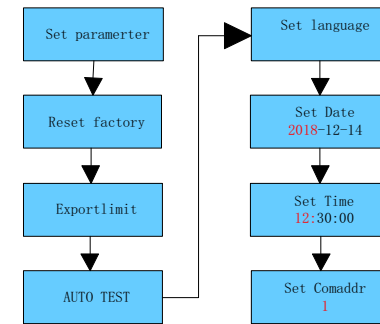 Set paramerter
Reset factory
Exportlimit
AUTO TEST
Set language
Set Date
2018-12-14
Set Time
12:30:00
Set Comaddr
1